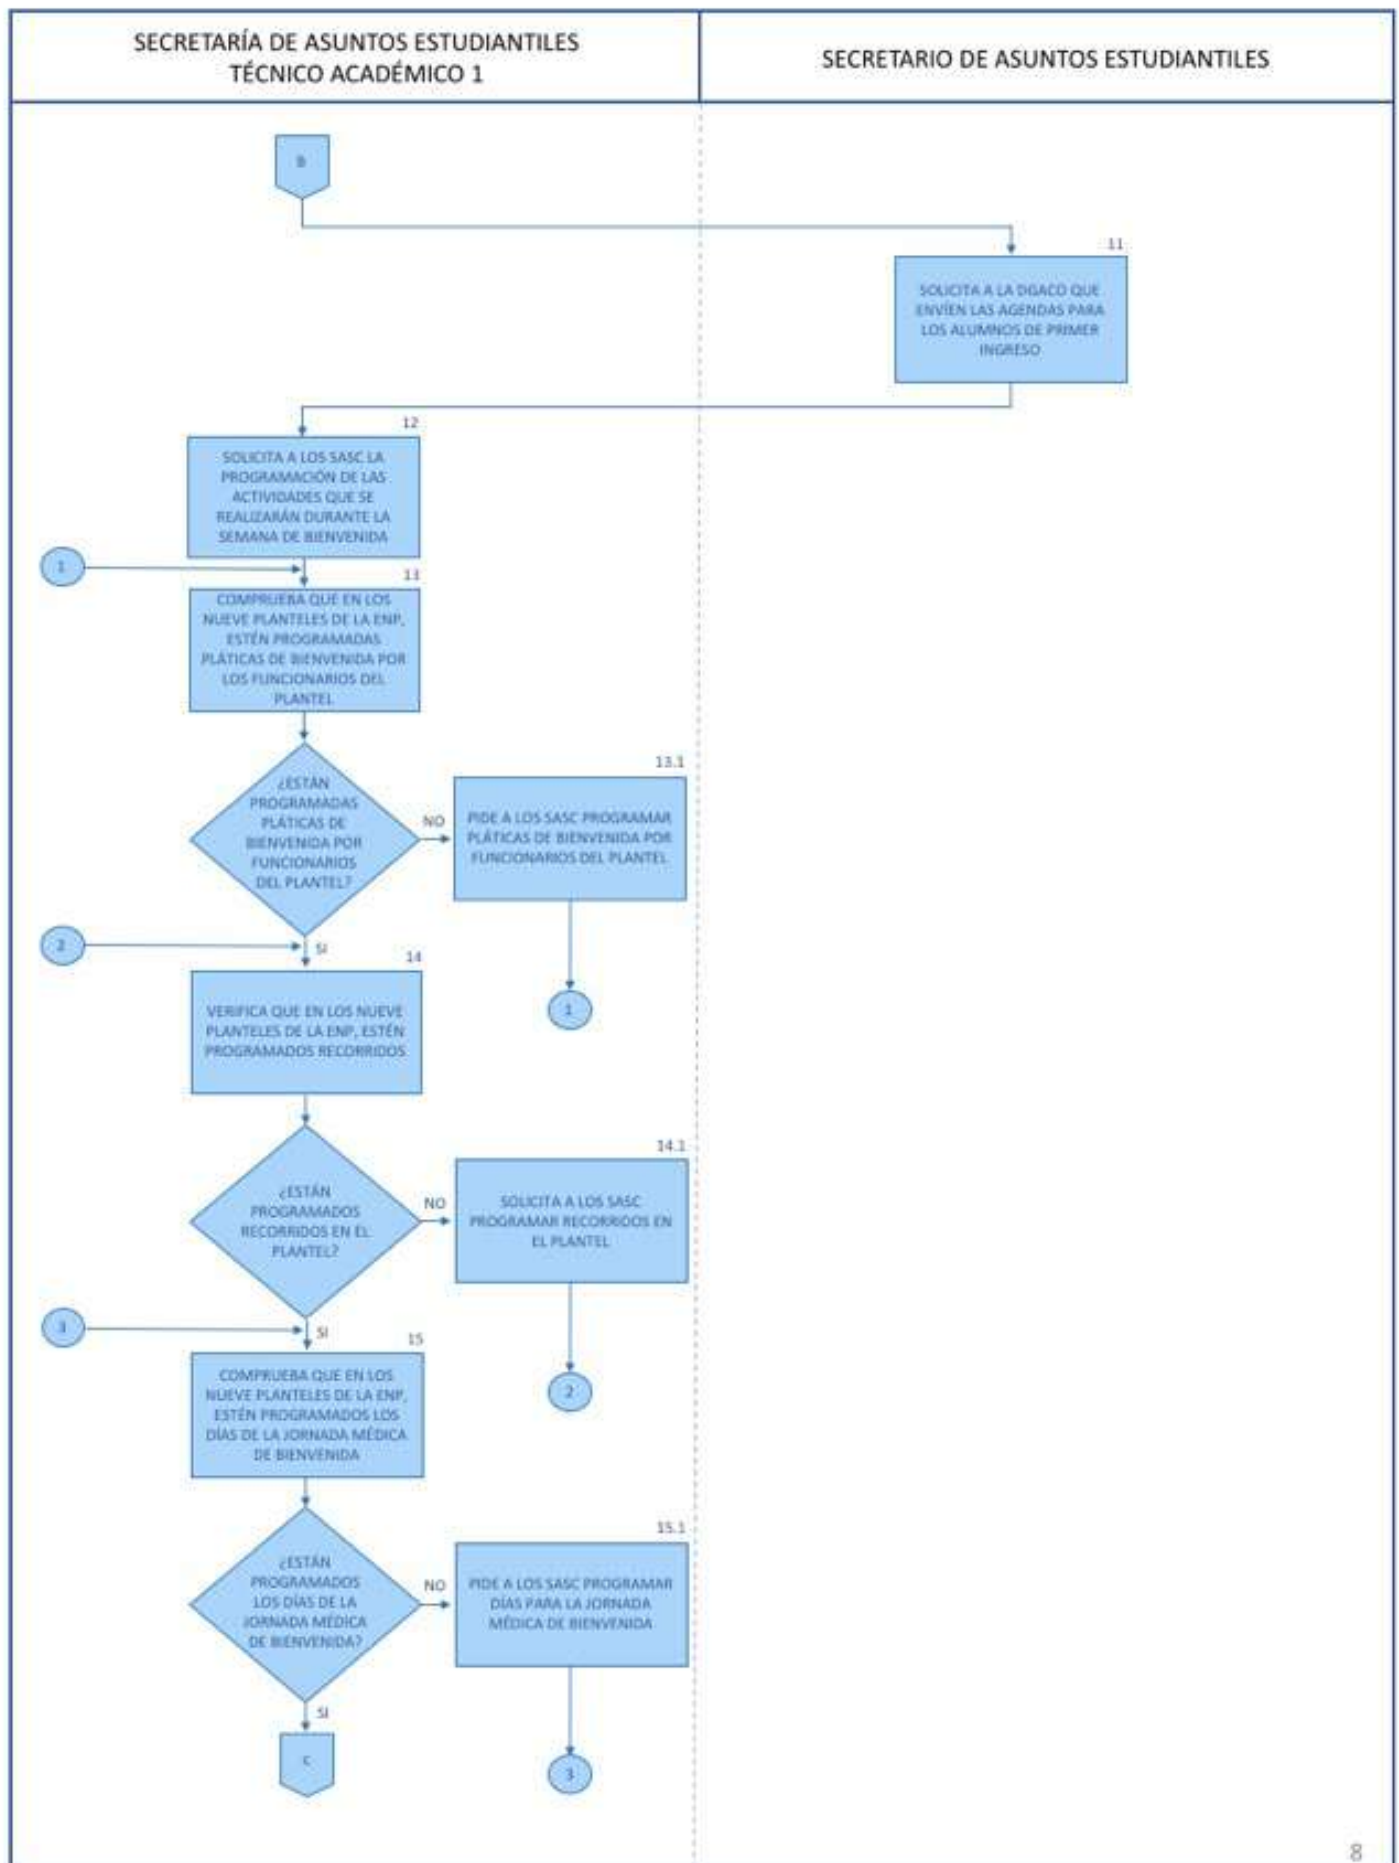 SECRETARÍA DE ASUNTOS ESTUDIANTILES
TÉCNICO ACADÉMICO 1
SECRETARIO DE ASUNTOS ESTUDIANTILES
B
11
SOLICITA A LA DGACO QUE
ENVÍEN LAS AGENDAS PARA
LOS ALUMNOS DE PRIMER
INGRESO
12
SOLICITA A LOS SASC LA
PROGRAMACIÓN DE LAS
ACTIVIDADES QUE SE
REALIZARÁN DURANTE LA
SEMANA DE BIENVENIDA
1
13
COMPRUEBA QUE EN LOS
NUEVE PLANTELES DE LA ENP,
ESTÉN PROGRAMADAS
PLÁTICAS DE BIENVENIDA POR
LOS FUNCIONARIOS DEL
PLANTEL
¿ESTÁN
PROGRAMADAS
PLÁTICAS DE
BIENVENIDA POR
FUNCIONARIOS
DEL PLANTEL?
NO
13.1
PIDE A LOS SASC PROGRAMAR
PLÁTICAS DE BIENVENIDA POR
FUNCIONARIOS DEL PLANTEL
1
2
SI
14
VERIFICA QUE EN LOS NUEVE
PLANTELES DE LA ENP, ESTÉN
PROGRAMADOS RECORRIDOS
¿ESTÁN
PROGRAMADOS
RECORRIDOS EN EL
PLANTEL?
NO
14.1
SOLICITA A LOS SASC
PROGRAMAR RECORRIDOS EN
EL PLANTEL
2
3
SI
15
COMPRUEBA QUE EN LOS
NUEVE PLANTELES DE LA ENP,
ESTÉN PROGRAMADOS LOS
DÍAS DE LA JORNADA MÉDICA
DE BIENVENIDA
¿ESTÁN
PROGRAMADOS
LOS DÍAS DE LA
JORNADA MÉDICA
DE BIENVENIDA?
NO
15.1
PIDE A LOS SASC PROGRAMAR
DÍAS PARA LA JORNADA
MÉDICA DE BIENVENIDA
SI
C
3
8